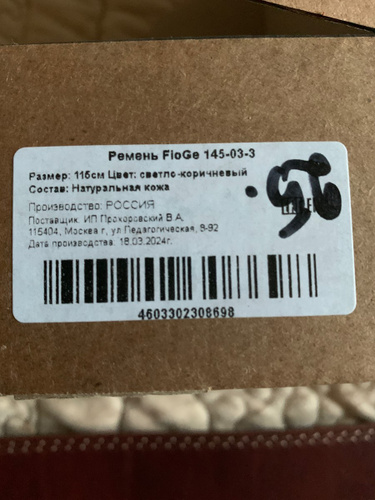 Ремень FioGe 145-03-3
Размер: 115см Цвет: светло-коричневый
Состав: Натуральная кожа
Производство: РОССИЯ
Поставщик: ИП Прохоровский В.А.
115404, Москва г, ул Педагогическая, 8-92
Дата производства: 18.03.2024г.
4603302308698